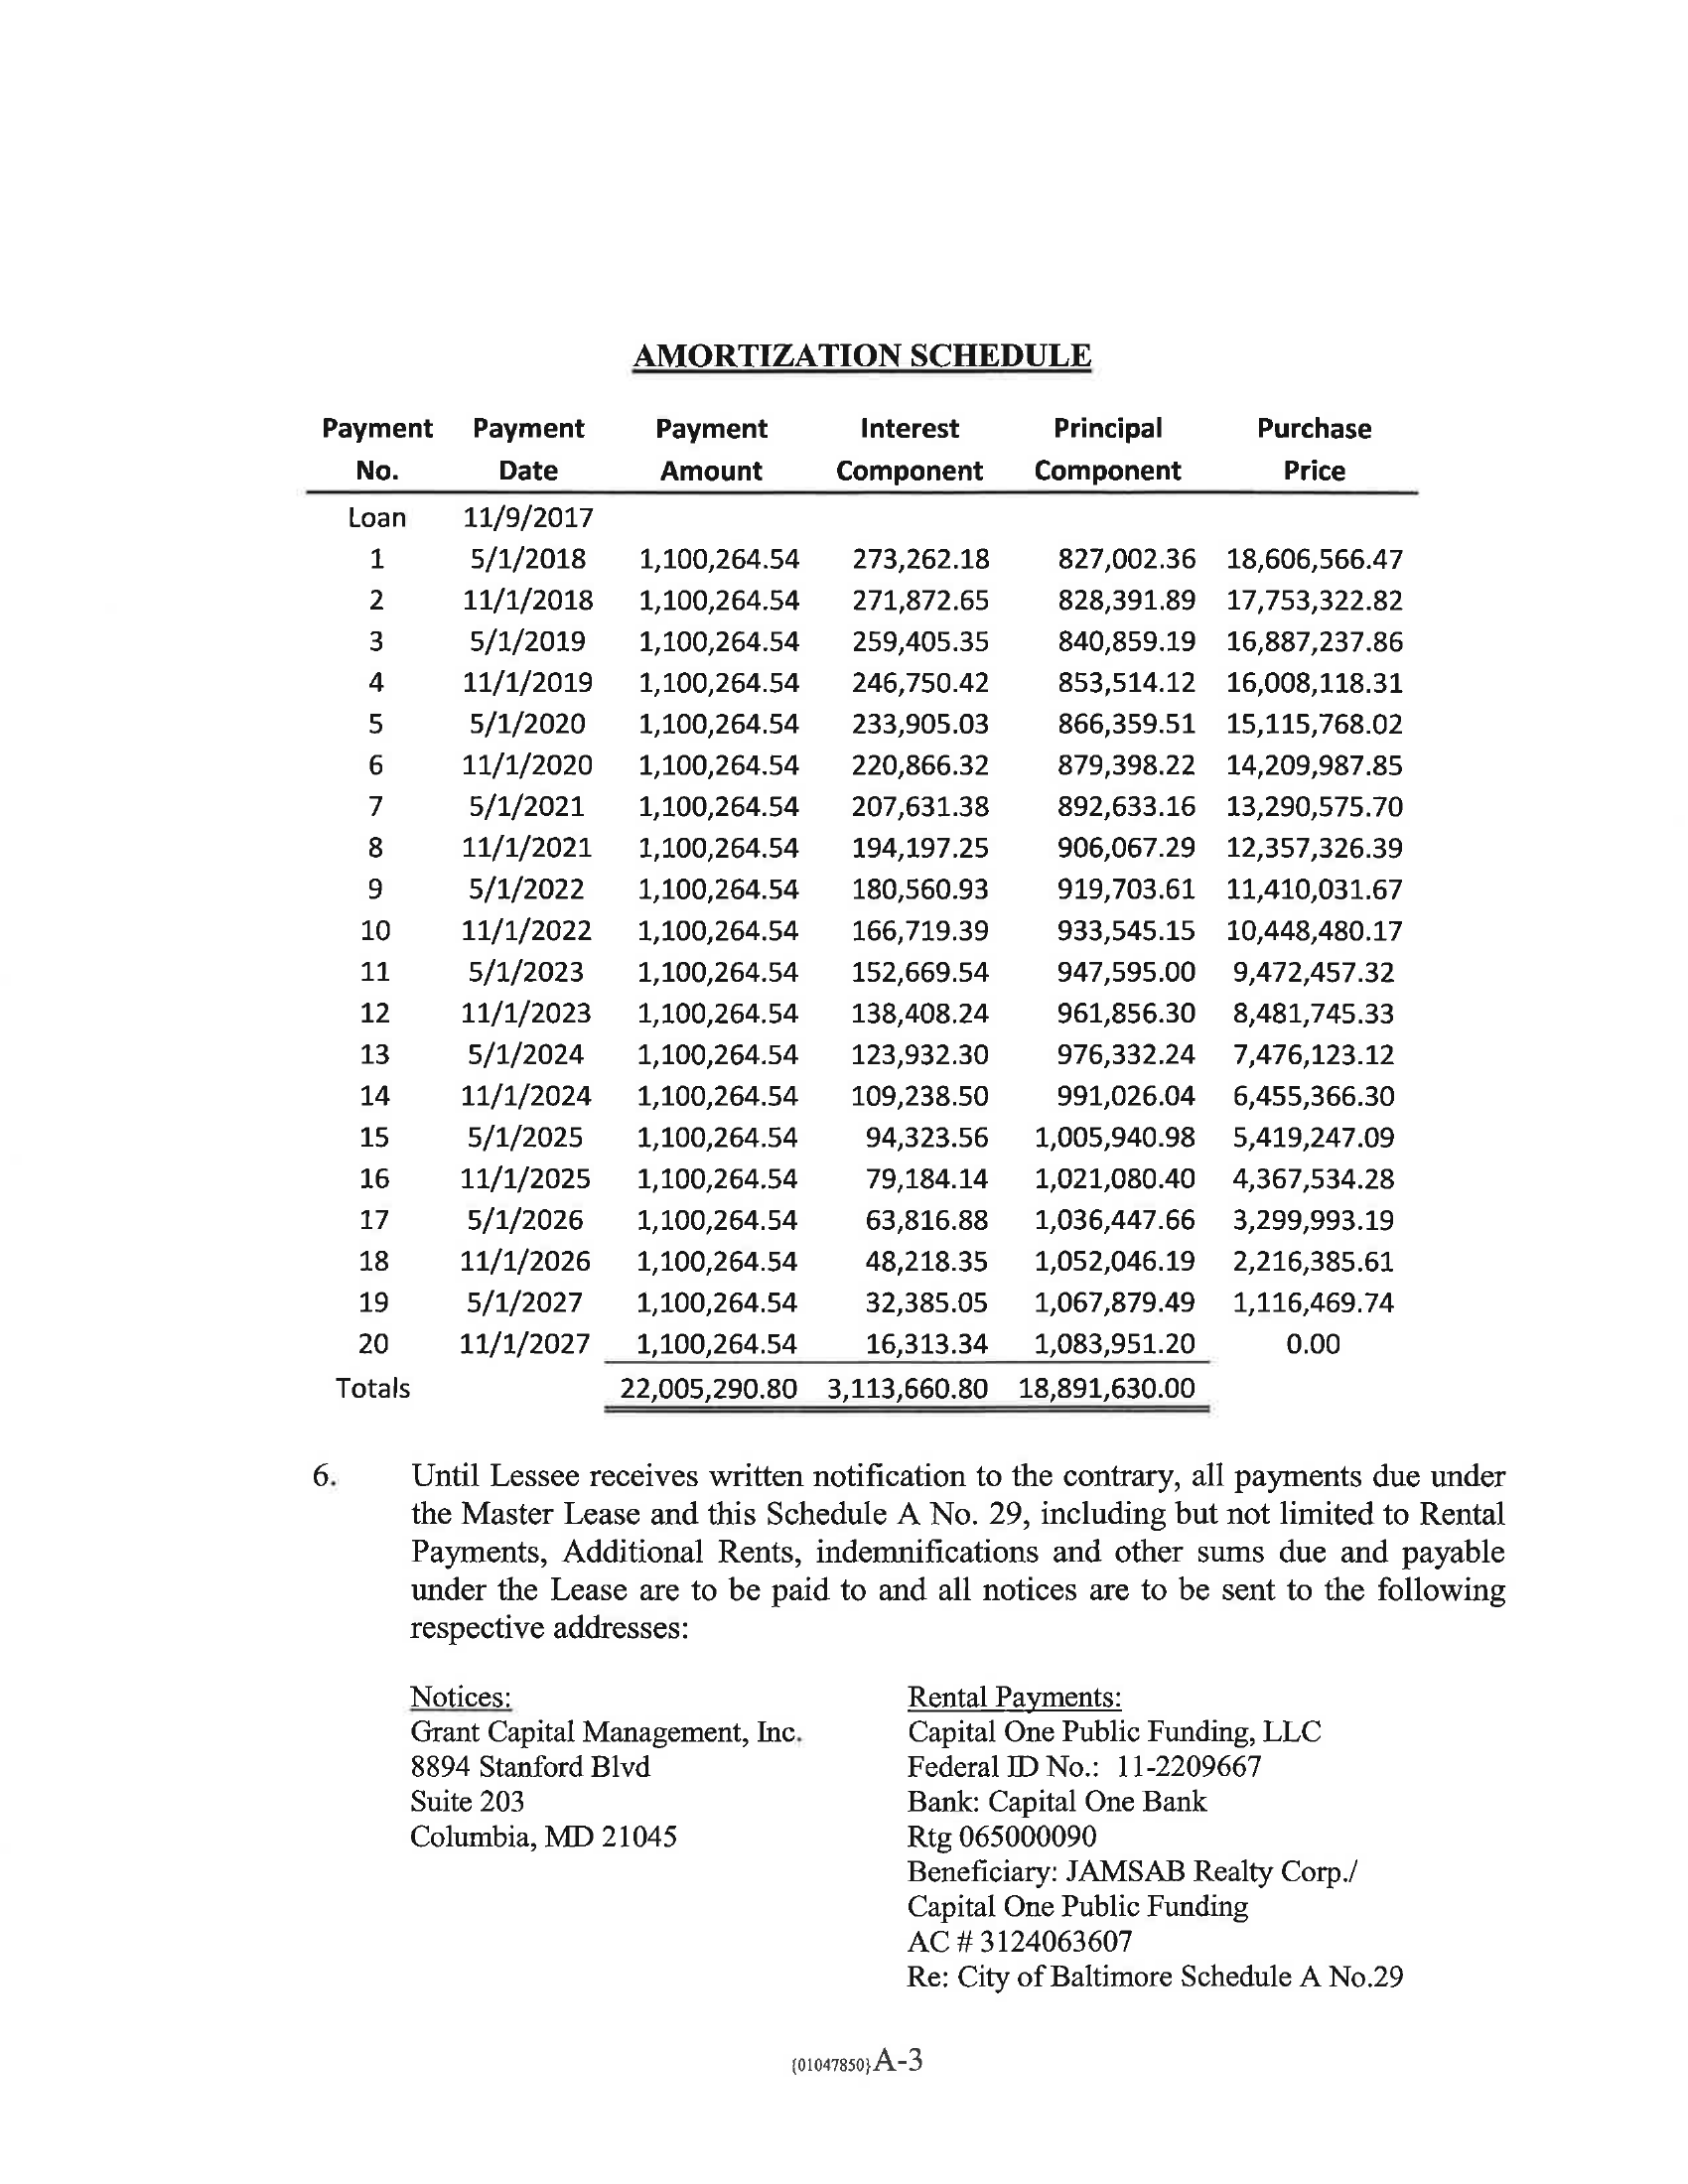 AMORTIZATION SCHEDULE
Payment Payment Payment Interest Principal Purchase
No. Date Amount Component Component Price
Loan 11/9/2017
1 5/1/2018 1,100,264.54 273,262.18 827,002.36 18,606,566.47
2 11/1/2018 1,100,264.54 271,872.65 828,391.89 17,753,322.82
3 5/1/2019 1,100,264.54 259,405.35 840,859.19 16,887,237.86
4 11/1/2019 1,100,264.54 246,750.42 853,514.12 16,008,118.31
5 5/1/2020 1,100,264.54 233,905.03 866,359.51 15,115,768.02
6 11/1/2020 1,100,264.54 220,866.32 879,398.22 14,209,987.85
7 5/1/2021 1,100,264.54 207,631.38 892,633.16 13,290,575.70
8 11/1/2021 1,100,264.54 194,197.25 906,067.29 12,357,326.39
9 5/1/2022 1,100,264.54 180,560.93 919,703.61 11,410,031.67
10 11/1/2022 1,100,264.54 166,719.39 933,545.15 10,448,480.17
11 5/1/2023 1,100,264.54 152,669.54 947,595.00 9,472,457.32
12 11/1/2023 1,100,264.54 138,408.24 961,856.30 8,481,745.33
13 5/1/2024 1,100,264.54 123,932.30 976,332.24 7,476,123.12
14 11/1/2024 1,100,264.54 109,238.50 991,026.04 6,455,366.30
15 5/1/2025 1,100,264.54 94,323.56 1,005,940.98 5,419,247.09
16 11/1/2025 1,100,264.54 79,184.14 1,021,080.40 4,367,534.28
17 5/1/2026 1,100,264.54 63,816.88 1,036,447.66 3,299,993.19
18 11/1/2026 1,100,264.54 48,218.35 1,052,046.19 2,216,385.61
19 5/1/2027 1,100,264.54 32,385.05 1,067,879.49 1,116,469.74
20 11/1/2027 1,100,264.54 16,313.34 1,083,951.20 0.00
Totals 22,005,290.80 3,113,660.80 18,891,630.00
6. Until Lessee receives written notification to the contrary, all payments due under
the Master Lease and this Schedule A No. 29, including but not limited to Rental
Payments, Additional Rents, indemnifications and other sums due and payable
under the Lease are to be paid to and all notices are to be sent to the following
respective addresses:
Notices:
Grant Capital Management, Inc.
8894 Stanford Blvd
Suite 203
Columbia, MD 21045
Rental Payments:
Capital One Public Funding, LLC
Federal ID No.: 11-2209667
Bank: Capital One Bank
Rtg 065000090
Beneficiary: JAMSAB Realty Corp./
Capital One Public Funding
AC # 3124063607
Re: City of Baltimore Schedule A No.29
{01047850}A-3